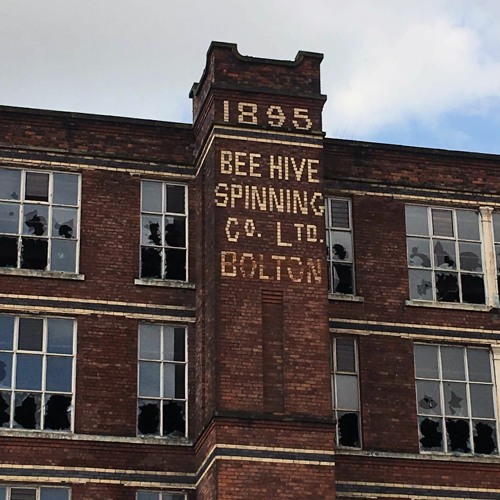 1895
BEE HIVE
SPINNING
Co. LTD.
BOLTON